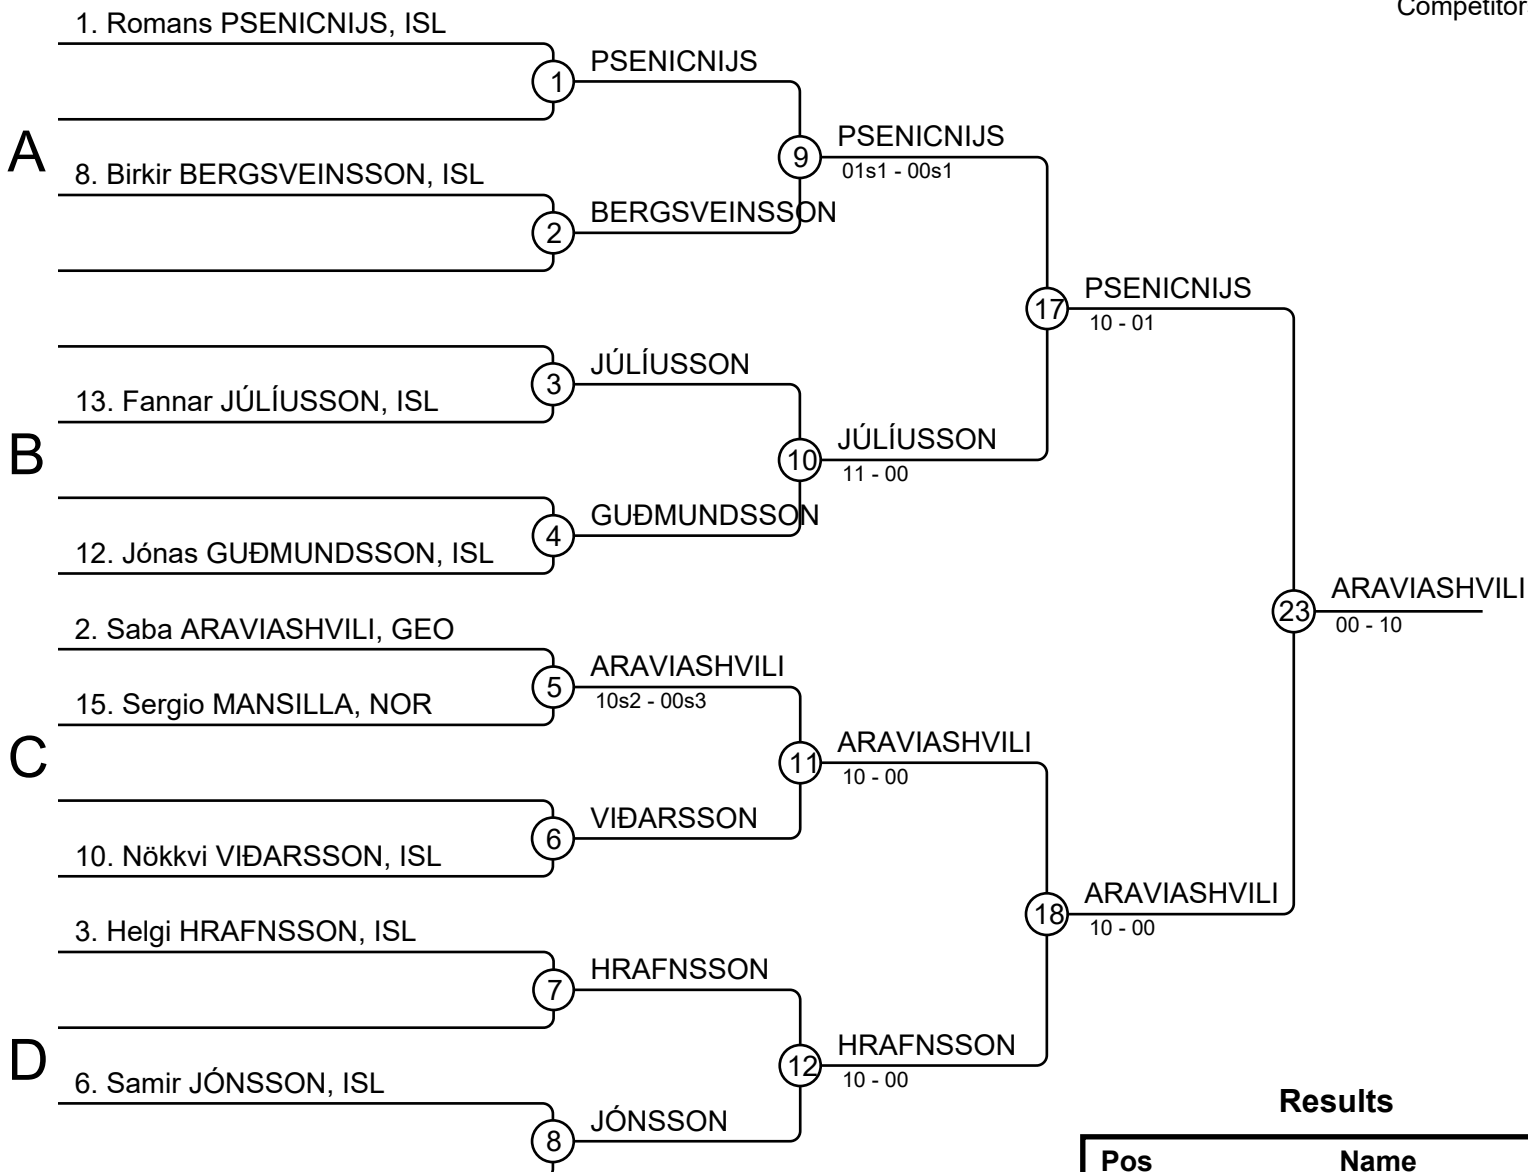 Competitors
1. Romans PSENICNIJS, ISL
1
PSENICNIJS
A
9
PSENICNIJS
01s1 - 00s1
8. Birkir BERGSVEINSSON, ISL
2
BERGSVEINSSON
17
PSENICNIJS
10 - 01
3
JÚLÍUSSON
13. Fannar JÚLÍUSSON, ISL
B
10
JÚLÍUSSON
11 - 00
4
GUÐMUNDSSON
12. Jónas GUÐMUNDSSON, ISL
23
ARAVIASHVILI
00 - 10
2. Saba ARAVIASHVILI, GEO
5
ARAVIASHVILI
10s2 - 00s3
15. Sergio MANSILLA, NOR
C
11
ARAVIASHVILI
10 - 00
6
VIÐARSSON
10. Nökkvi VIÐARSSON, ISL
18
ARAVIASHVILI
10 - 00
3. Helgi HRAFNSSON, ISL
7
HRAFNSSON
D
12
HRAFNSSON
10 - 00
6. Samir JÓNSSON, ISL
8
JÓNSSON
Results
Pos Name